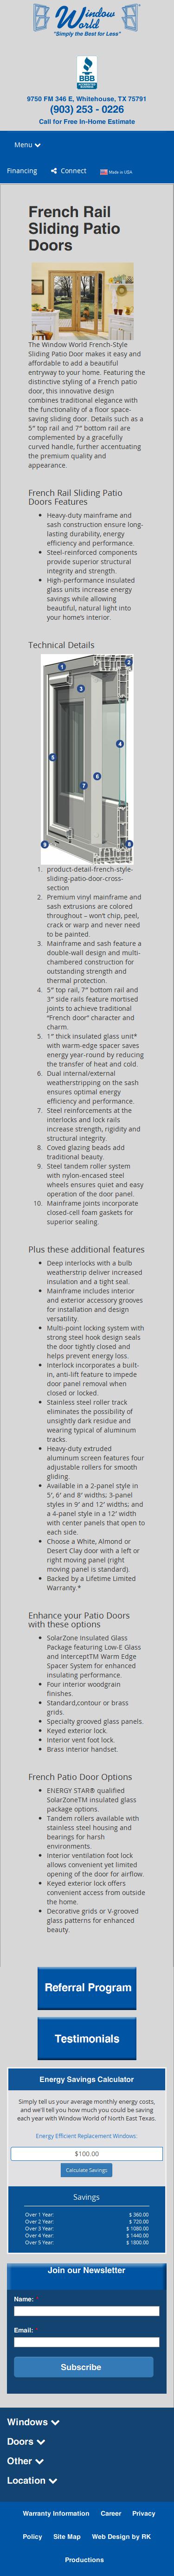 Window World
®
"Simply the Best for Less"
BBB
ACCREDITED BUSINESS
9750 FM 346 E, Whitehouse, TX 75791
(903) 253 - 0226
Call for Free In-Home Estimate
Menu
Financing
Connect
Made in USA
French Rail
Sliding Patio
Doors
The Window World French-Style
Sliding Patio Door makes it easy and
affordable to add a beautiful
entryway to your home. Featuring the
distinctive styling of a French patio
door, this innovative design
combines traditional elegance with
the functionality of a floor space-
saving sliding door. Details such as a
5″ top rail and 7″ bottom rail are
complemented by a gracefully
curved handle, further accentuating
the premium quality and
appearance.
French Rail Sliding Patio
Doors Features
Heavy-duty mainframe and
sash construction ensure long-
lasting durability, energy
efficiency and performance.
Steel-reinforced components
provide superior structural
integrity and strength.
High-performance insulated
glass units increase energy
savings while allowing
beautiful, natural light into
your home's interior.
Technical Details
1
2
3
4
5
6
7
9
8
1. product-detail-french-style-
sliding-patio-door-cross-
section
2. Premium vinyl mainframe and
sash extrusions are colored
throughout – won't chip, peel,
crack or warp and never need
to be painted.
3. Mainframe and sash feature a
double-wall design and multi-
chambered construction for
outstanding strength and
thermal protection.
4. 5″ top rail, 7″ bottom rail and
3″ side rails feature mortised
joints to achieve traditional
"French door" character and
charm.
5. 1″ thick insulated glass unit*
with warm-edge spacer saves
energy year-round by reducing
the transfer of heat and cold.
6. Dual internal/external
weatherstripping on the sash
ensures optimal energy
efficiency and performance.
7. Steel reinforcements at the
interlocks and lock rails
increase strength, rigidity and
structural integrity.
8. Coved glazing beads add
traditional beauty.
9. Steel tandem roller system
with nylon-encased steel
wheels ensures quiet and easy
operation of the door panel.
10. Mainframe joints incorporate
closed-cell foam gaskets for
superior sealing.
Plus these additional features
Deep interlocks with a bulb
weatherstrip deliver increased
insulation and a tight seal.
Mainframe includes interior
and exterior accessory grooves
for installation and design
versatility.
Multi-point locking system with
strong steel hook design seals
the door tightly closed and
helps prevent energy loss.
Interlock incorporates a built-
in, anti-lift feature to impede
door panel removal when
closed or locked.
Stainless steel roller track
eliminates the possibility of
unsightly dark residue and
wearing typical of aluminum
tracks.
Heavy-duty extruded
aluminum screen features four
adjustable rollers for smooth
gliding.
Available in a 2-panel style in
5', 6' and 8' widths; 3-panel
styles in 9' and 12' widths; and
a 4-panel style in a 12' width
with center panels that open to
each side.
Choose a White, Almond or
Desert Clay door with a left or
right moving panel (right
moving panel is standard).
Backed by a Lifetime Limited
Warranty.*
Enhance your Patio Doors
with these options
SolarZone Insulated Glass
Package featuring Low-E Glass
and InterceptTM Warm Edge
Spacer System for enhanced
insulating performance.
Four interior woodgrain
finishes.
Standard,contour or brass
grids.
Specialty grooved glass panels.
Keyed exterior lock.
Interior vent foot lock.
Brass interior handset.
French Patio Door Options
ENERGY STAR® qualified
SolarZoneTM insulated glass
package options.
Tandem rollers available with
stainless steel housing and
bearings for harsh
environments.
Interior ventilation foot lock
allows convenient yet limited
opening of the door for airflow.
Keyed exterior lock offers
convenient access from outside
the home.
Decorative grids or V-grooved
glass patterns for enhanced
beauty.
Referral Program
Testimonials
Energy Savings Calculator
Simply tell us your average monthly energy costs,
and we'll tell you how much you could be saving
each year with Window World of North East Texas.
Energy Efficient Replacement Windows:
$100.00
Calculate Savings
Savings
Over 1 Year: $ 360.00
Over 2 Year: $ 720.00
Over 3 Year: $ 1080.00
Over 4 Year: $ 1440.00
Over 5 Year: $ 1800.00
Join our Newsletter
Name:
Email:
Subscribe
Windows
Doors
Other
Location
Warranty Information Career Privacy
Policy Site Map Web Design by RK
Productions